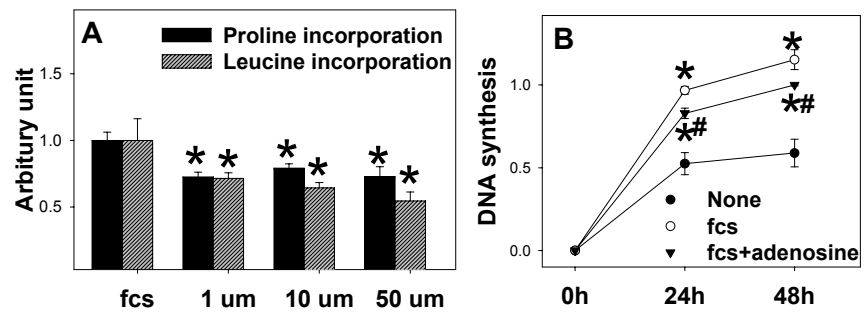 A
Proline incorporation
Leucine incorporation
Arbitury unit
1.5
1.0
0.5
* * * * * *
fcs 1 um 10 um 50 um
B
DNA synthesis
1.0
0.5
0.0
* *
*# *#
None
fcs
fcs+adenosine
0h 24h 48h